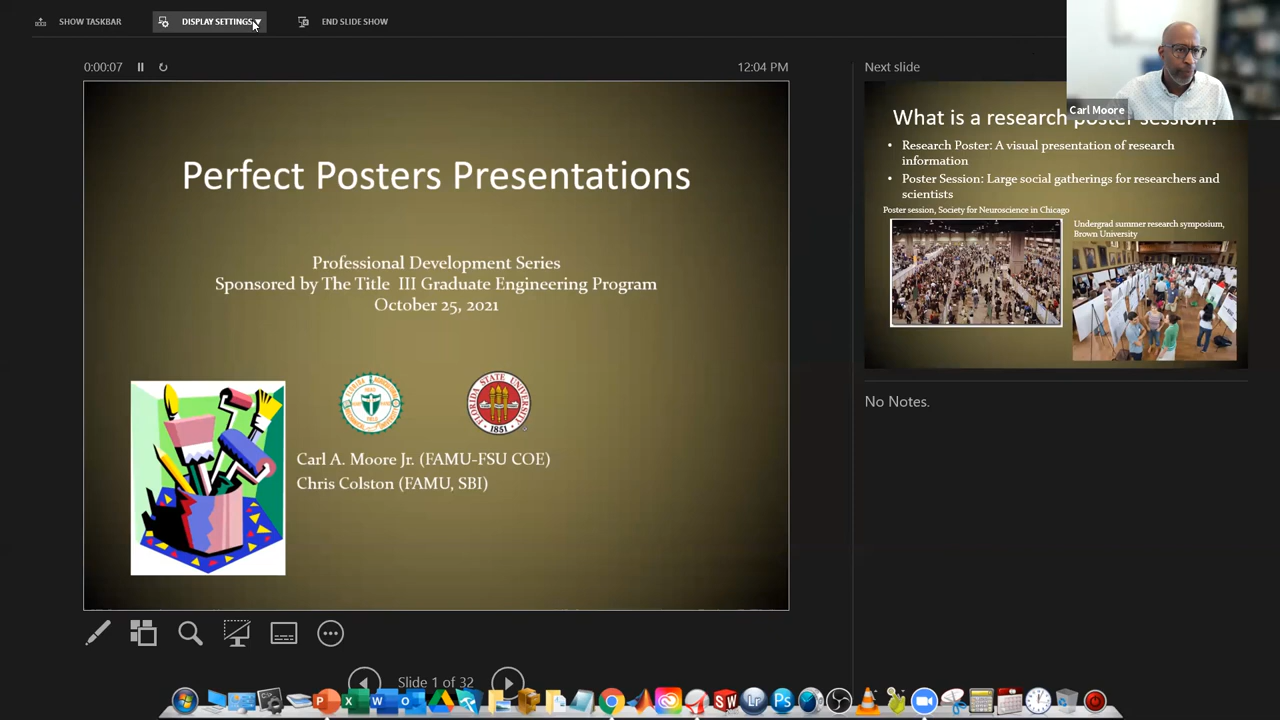 SHOW TASKBAR
DISPLAY SETTINGS
END SLIDE SHOW
0:00:07
12:04 PM
Perfect Posters Presentations
Professional Development Series
Sponsored by The Title III Graduate Engineering Program
October 25, 2021
FLORIDA STATE UNIVERSITY
1851
Carl A. Moore Jr. (FAMU-FSU COE)
Chris Colston (FAMU, SBI)
Slide 1 of 32
Next slide
Carl Moore
What is a research poster session?
• Research Poster: A visual presentation of research
information
• Poster Session: Large social gatherings for researchers and
scientists
Poster session, Society for Neuroscience in Chicago
Undergrad summer research symposium,
Brown University
No Notes.